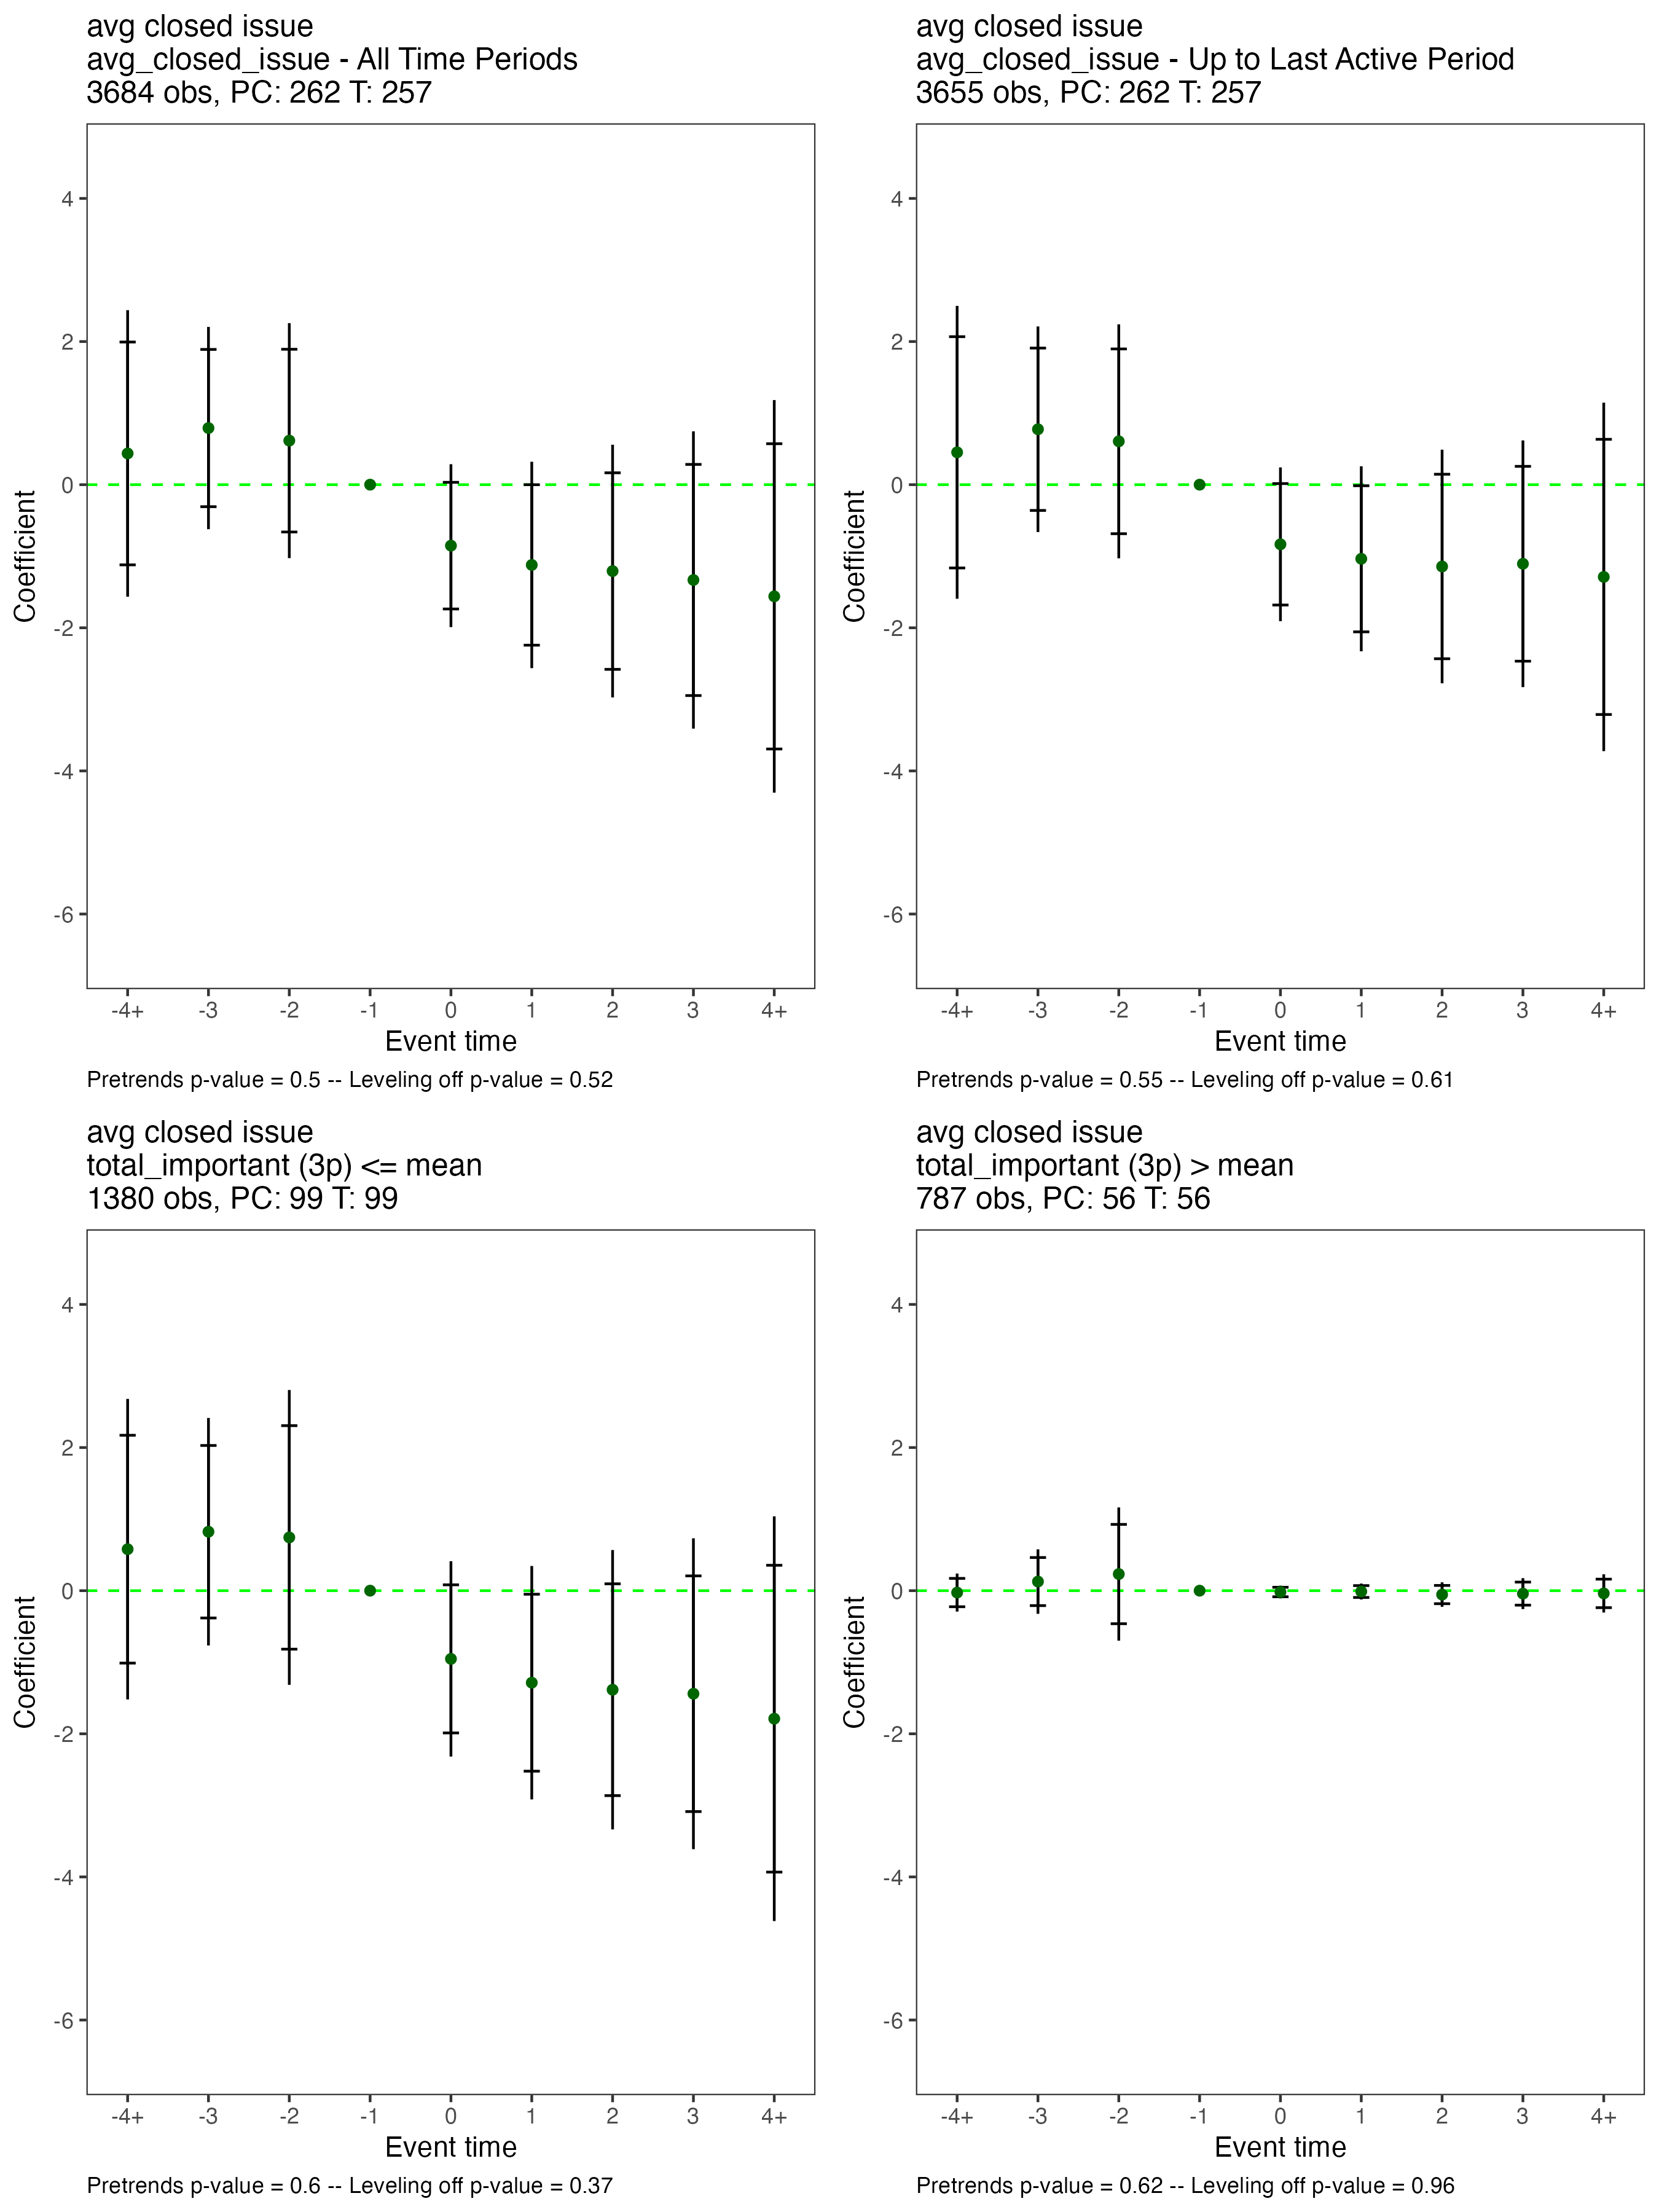 avg closed issue
avg_closed_issue - All Time Periods
3684 obs, PC: 262 T: 257
4
2
0
-2
-4
-6
Coefficient
-4+ -3 -2 -1 0 1 2 3 4+
Event time
Pretrends p-value = 0.5 -- Leveling off p-value = 0.52
avg closed issue
avg_closed_issue - Up to Last Active Period
3655 obs, PC: 262 T: 257
4
2
0
-2
-4
-6
Coefficient
-4+ -3 -2 -1 0 1 2 3 4+
Event time
Pretrends p-value = 0.55 -- Leveling off p-value = 0.61
avg closed issue
total_important (3p) <= mean
1380 obs, PC: 99 T: 99
4
2
0
-2
-4
-6
Coefficient
-4+ -3 -2 -1 0 1 2 3 4+
Event time
Pretrends p-value = 0.6 -- Leveling off p-value = 0.37
avg closed issue
total_important (3p) > mean
787 obs, PC: 56 T: 56
4
2
0
-2
-4
-6
Coefficient
-4+ -3 -2 -1 0 1 2 3 4+
Event time
Pretrends p-value = 0.62 -- Leveling off p-value = 0.96